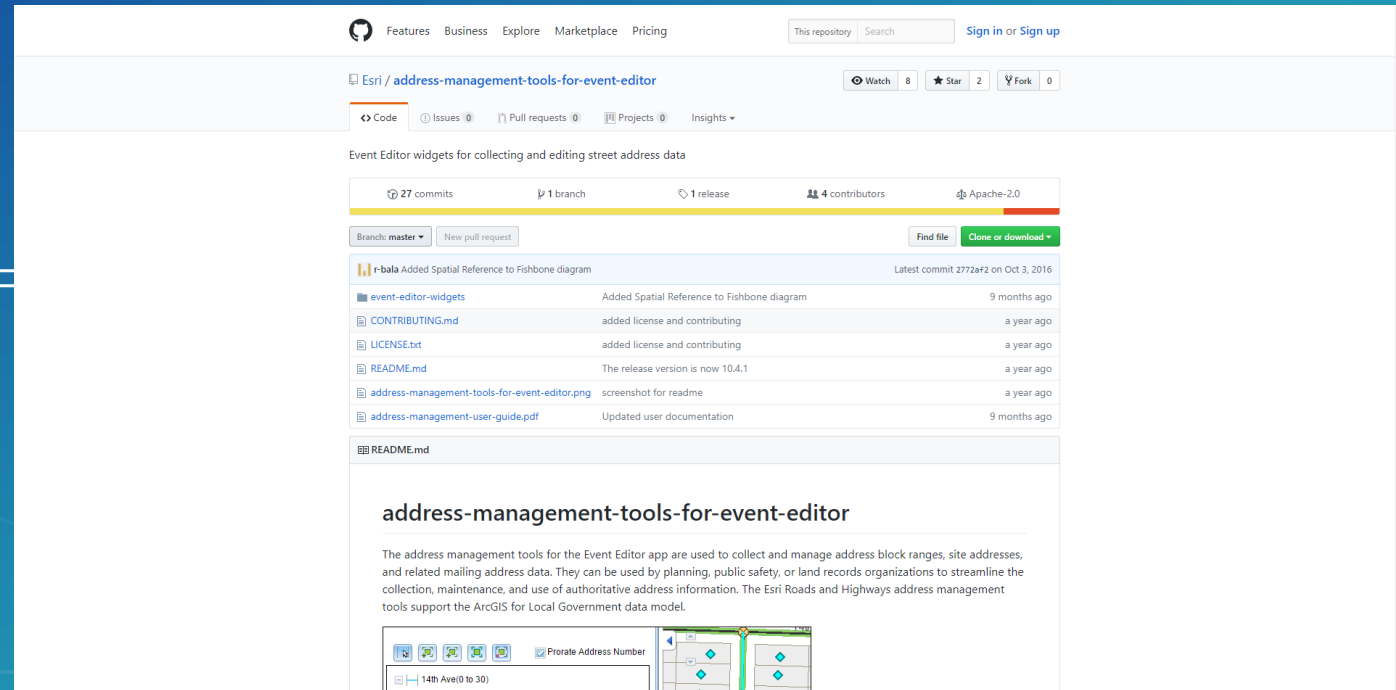 Features Business Explore Marketplace Pricing This repository Search Sign in or Sign up
Esri / address-management-tools-for-event-editor Watch 8 Star 2 Fork 0
Code Issues 0 Pull requests 0 Projects 0 Insights
Event Editor widgets for collecting and editing street address data
27 commits 1 branch 1 release 4 contributors Apache-2.0
Branch: master New pull request Find file Clone or download
r-bala Added Spatial Reference to Fishbone diagram Latest commit 2772af2 on Oct 3, 2016
event-editor-widgets Added Spatial Reference to Fishbone diagram 9 months ago
CONTRIBUTING.md added license and contributing a year ago
LICENSE.txt added license and contributing a year ago
README.md The release version is now 10.4.1 a year ago
address-management-tools-for-event-editor.png screenshot for readme a year ago
address-management-user-guide.pdf Updated user documentation 9 months ago
README.md
address-management-tools-for-event-editor
The address management tools for the Event Editor app are used to collect and manage address block ranges, site addresses,
and related mailing address data. They can be used by planning, public safety, or land records organizations to streamline the
collection, maintenance, and use of authoritative address information. The Esri Roads and Highways address management
tools support the ArcGIS for Local Government data model.
Prorate Address Number
14th Ave(0 to 30)